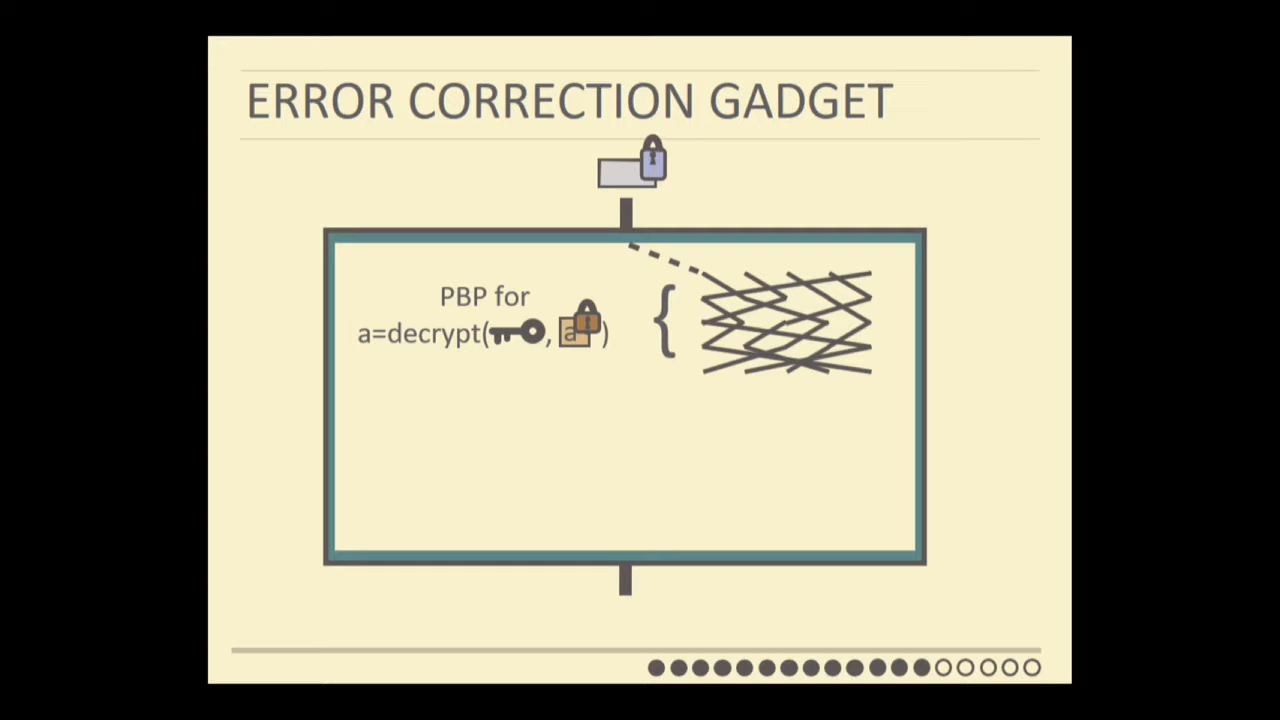 ERROR CORRECTION GADGET
PBP for
a=decrypt( , a )
{